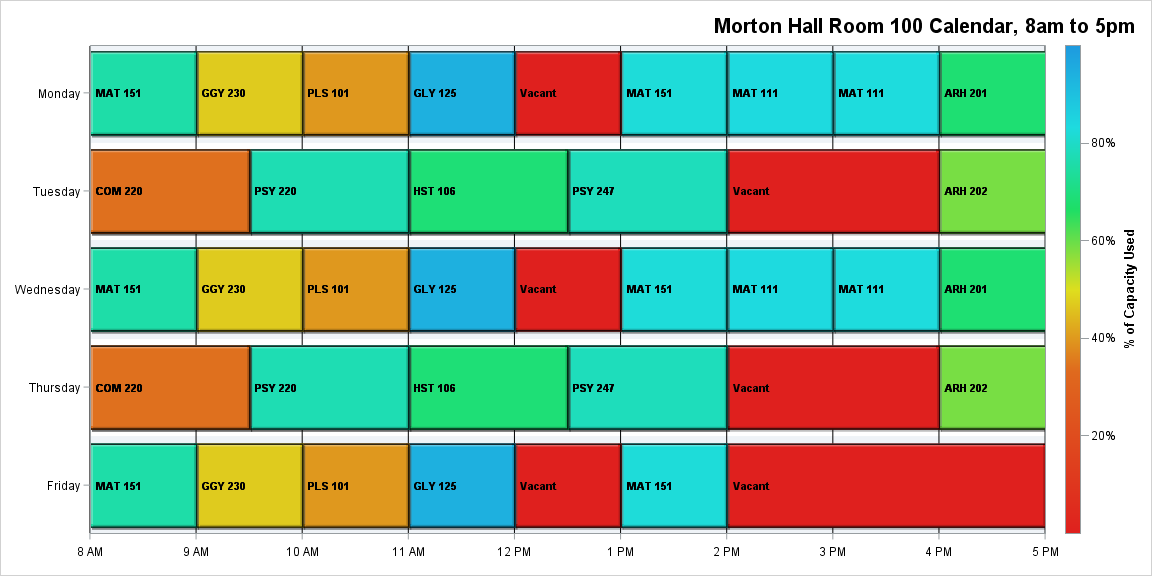 Morton Hall Room 100 Calendar, 8am to 5pm
Monday
MAT 151
GGY 230
PLS 101
GLY 125
Vacant
MAT 151
MAT 111
MAT 111
ARH 201
Tuesday
COM 220
PSY 220
HST 106
PSY 247
Vacant
ARH 202
Wednesday
MAT 151
GGY 230
PLS 101
GLY 125
Vacant
MAT 151
MAT 111
MAT 111
ARH 201
Thursday
COM 220
PSY 220
HST 106
PSY 247
Vacant
ARH 202
Friday
MAT 151
GGY 230
PLS 101
GLY 125
Vacant
MAT 151
Vacant
8 AM
9 AM
10 AM
11 AM
12 PM
1 PM
2 PM
3 PM
4 PM
5 PM
80%
60%
40%
20%
% of Capacity Used